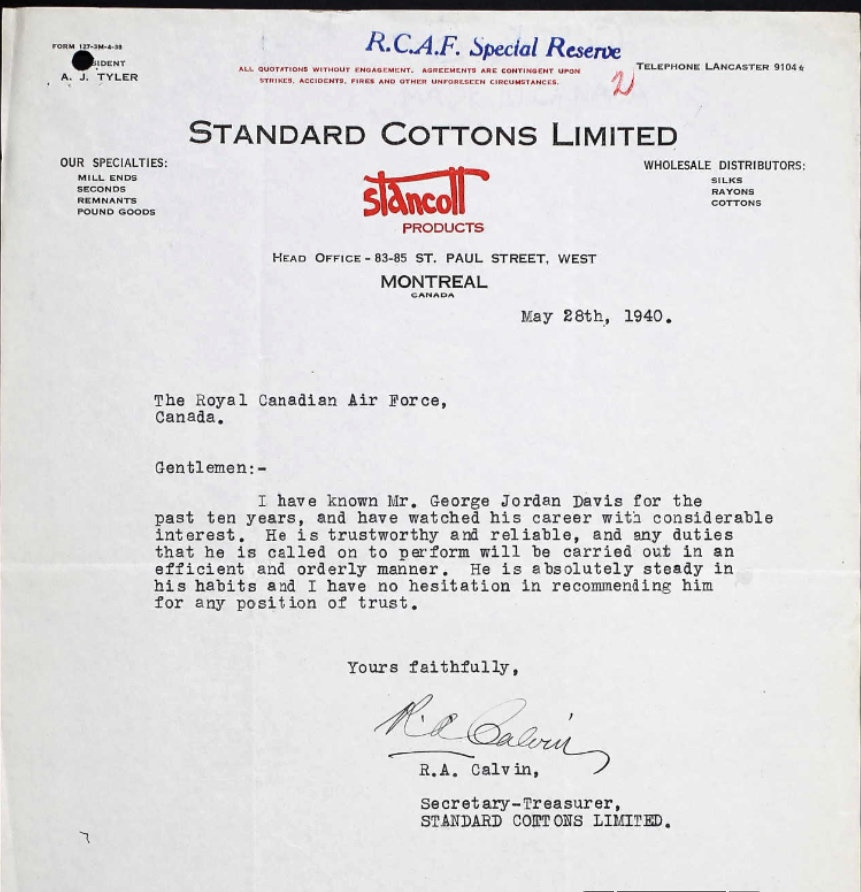 FORM 127-3M-4-38
R.C.A.F. Special Reserve
A. J. TYLER
ALL QUOTATIONS WITHOUT ENGAGEMENT. AGREEMENTS ARE CONTINGENT UPON
STRIKES, ACCIDENTS, FIRES AND OTHER UNFORESEEN CIRCUMSTANCES.
2
TELEPHONE LANCASTER 9104
STANDARD COTTONS LIMITED
OUR SPECIALTIES:
MILL ENDS
SECONDS
REMNANTS
POUND GOODS
stancott
PRODUCTS
WHOLESALE DISTRIBUTORS:
SILKS
RAYONS
COTTONS
HEAD OFFICE - 83-85 ST. PAUL STREET, WEST
MONTREAL
CANADA
May 28th, 1940.
The Royal Canadian Air Force,
Canada.
Gentlemen:-
I have known Mr. George Jordan Davis for the
past ten years, and have watched his career with considerable
interest. He is trustworthy and reliable, and any duties
that he is called on to perform will be carried out in an
efficient and orderly manner. He is absolutely steady in
his habits and I have no hesitation in recommending him
for any position of trust.
Yours faithfully,
R.A. Calvin
R.A. Calvin,
Secretary-Treasurer,
STANDARD COTTONS LIMITED.